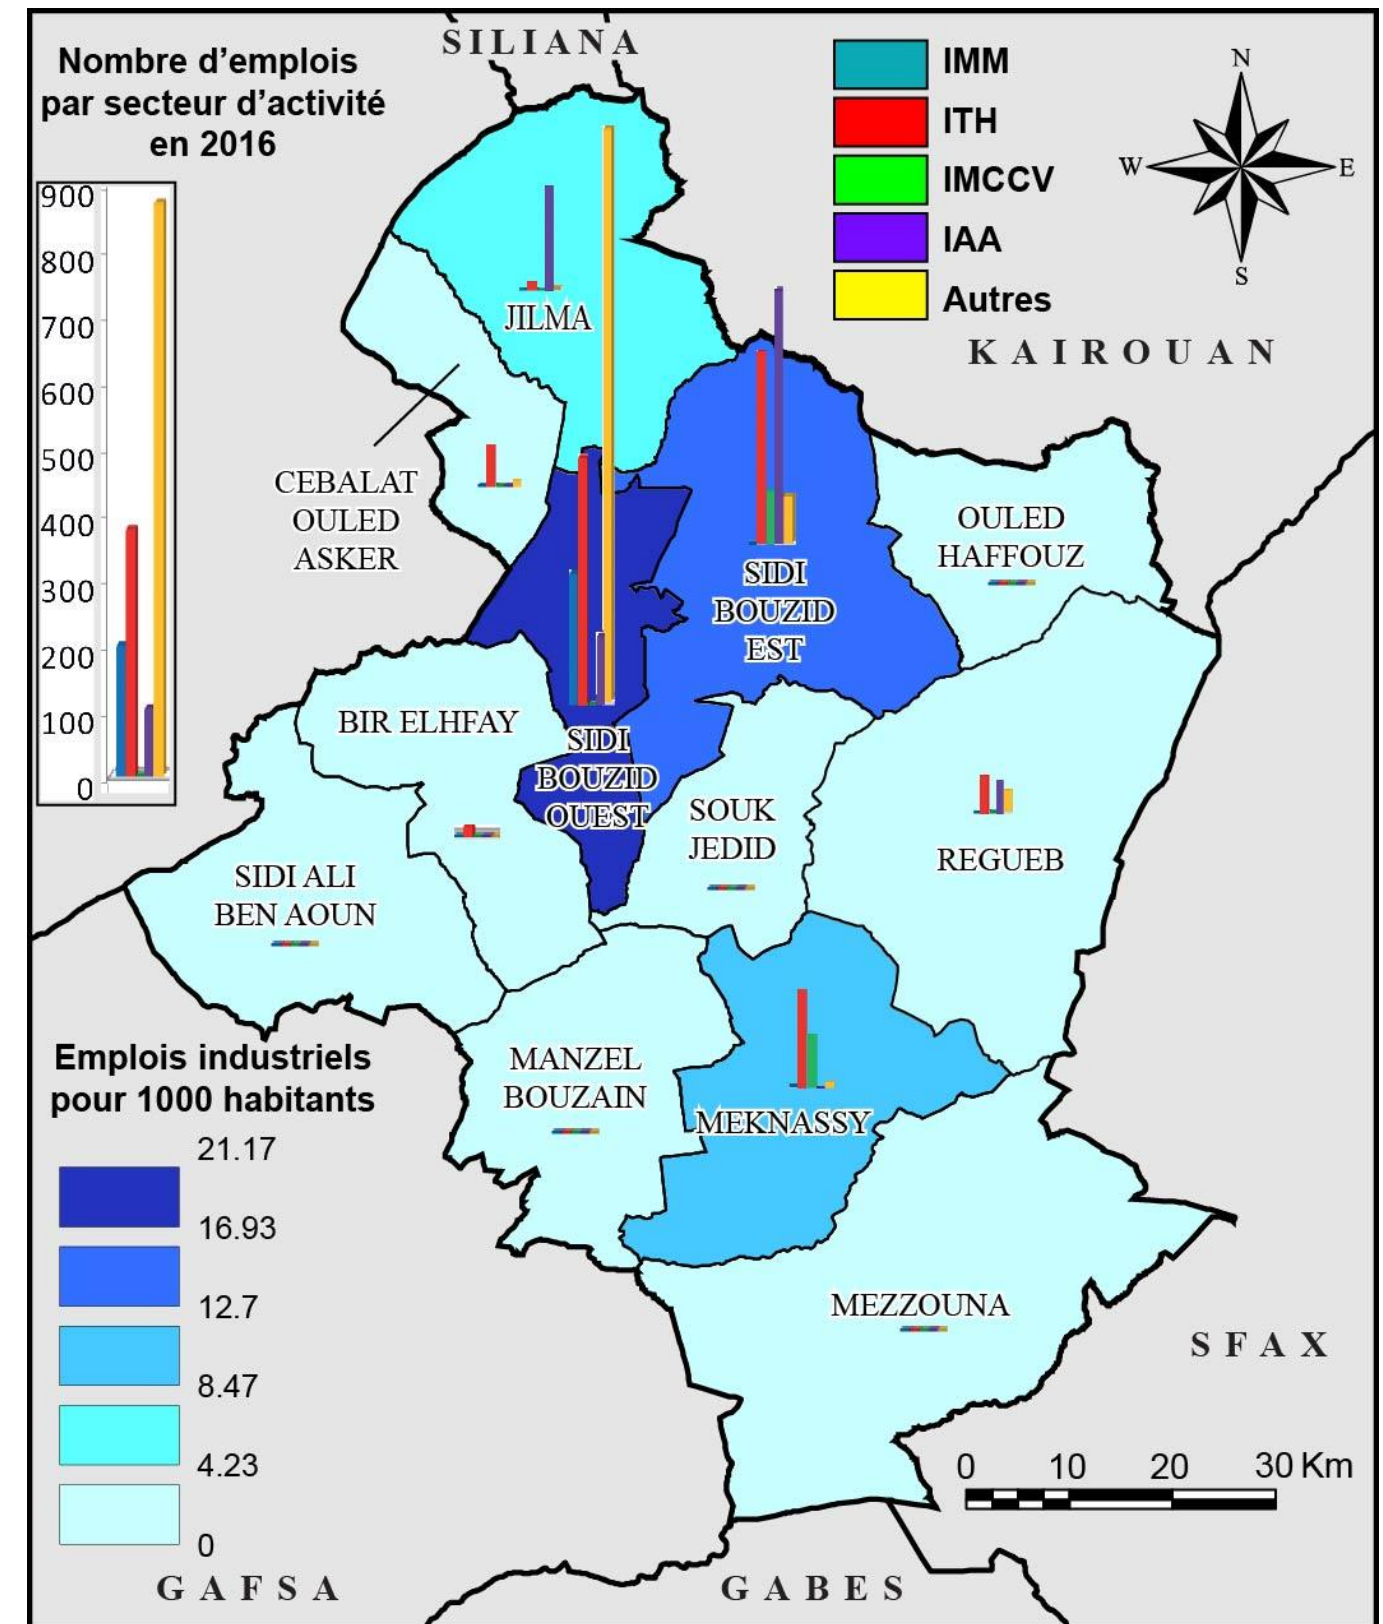 SILIANA
Nombre d'emplois
par secteur d'activité
en 2016
900
800
700
600
500
400
300
200
100
0
IMM
ITH
IMCCV
IAA
Autres
N
W
E
S
KAIROUAN
JILMA
CEBALAT
OULED
ASKER
OULED
HAFFOUZ
SIDI
BOUZID
EST
BIR ELHFAY
SIDI
BOUZID
OUEST
SOUK
JEDID
REGUEB
SIDI ALI
BEN AOUN
MANZEL
BOUZAIN
MEKNASSY
MEZZOUNA
SFAX
Emplois industriels
pour 1000 habitants
21.17
16.93
12.7
8.47
4.23
0
0 10 20 30 Km
GAFSA
GABES